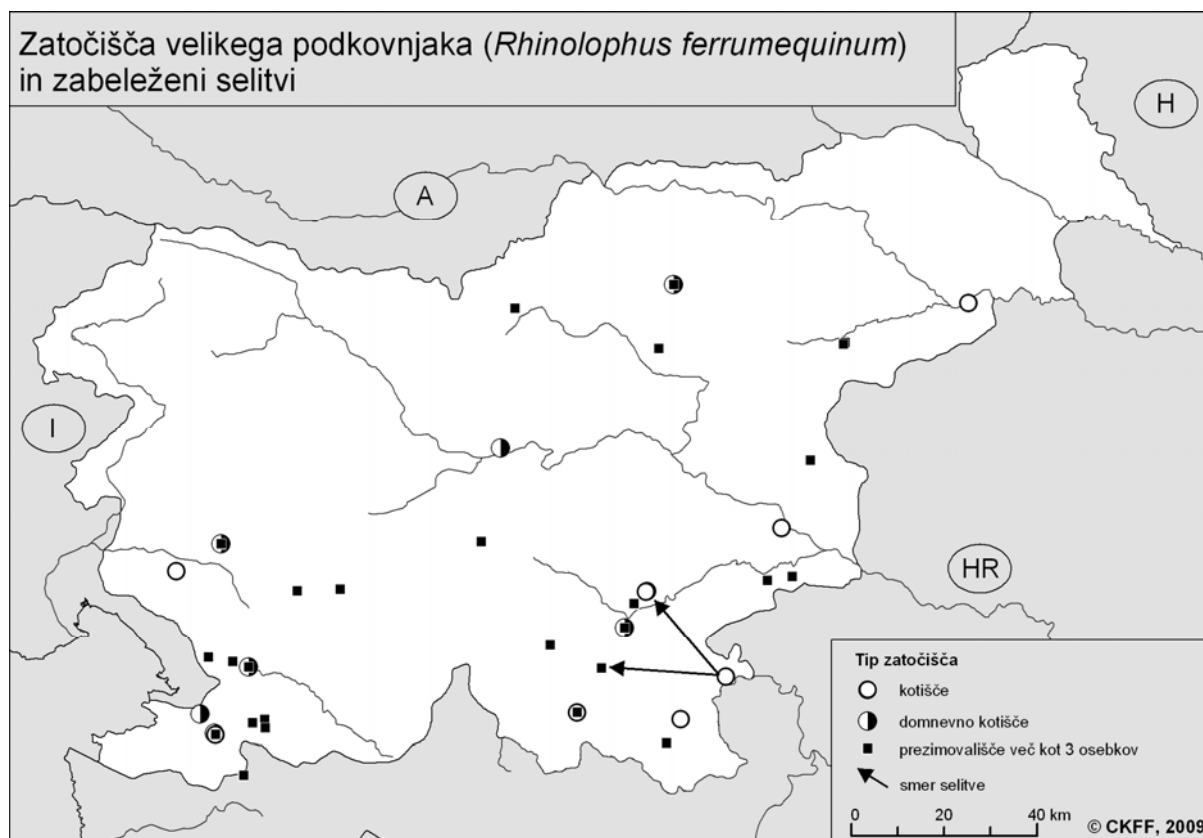 Zatočišča velikega podkovnjaka (Rhinolophus ferrumequinum)
in zabeleženi selitvi
H
A
I
HR
Tip zatočišča
kotišče
domnevno kotišče
prezimovališče več kot 3 osebkov
smer selitve
0 20 40 km
© CKFF, 2009